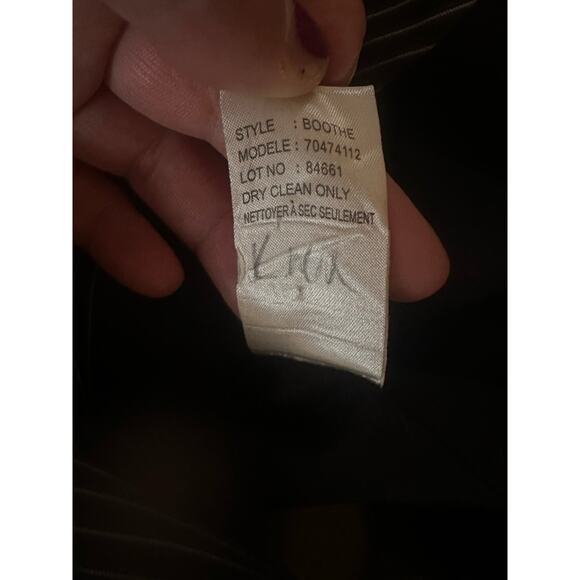 STYLE : BOOTHE
MODELE : 70474112
LOT NO : 84661
DRY CLEAN ONLY
NETTOYER À SEC SEULEMENT